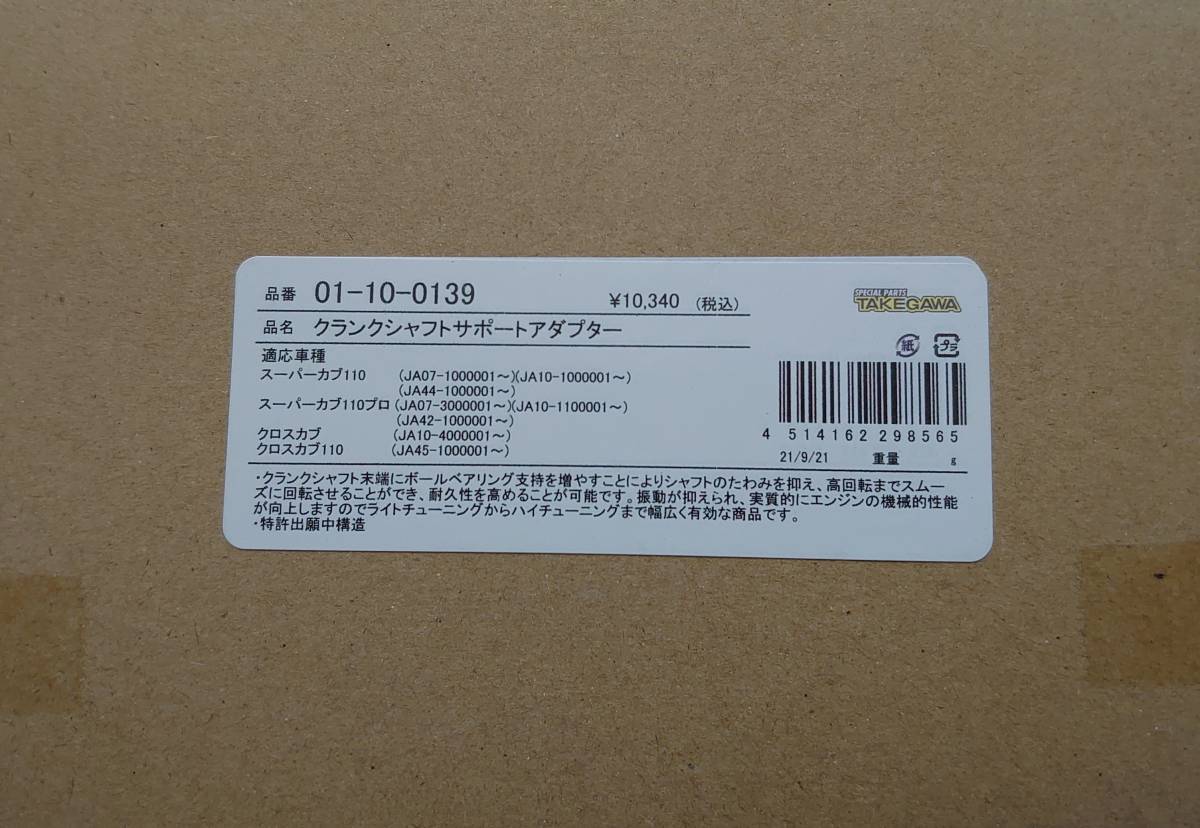 品番 01-10-0139 ¥10,340 (税込)
SPECIAL PARTS
TAKEGAWA
品名 クランクシャフトサポートアダプター
紙 プラ
適応車種
スーパーカブ110 (JA07-1000001～)(JA10-1000001～)
(JA44-1000001～)
スーパーカブ110プロ (JA07-3000001～)(JA10-1100001～)
(JA42-1000001～)
クロスカブ (JA10-4000001～)
クロスカブ110 (JA45-1000001～)
4 514162 298565
21/9/21 重量 g
・クランクシャフト末端にボールベアリング支持を増やすことによりシャフトのたわみを抑え、高回転までスムー
ズに回転させることができ、耐久性を高めることが可能です。振動が抑えられ、実質的にエンジンの機械的性能
が向上しますのでライトチューニングからハイチューニングまで幅広く有効な商品です。
・特許出願中構造